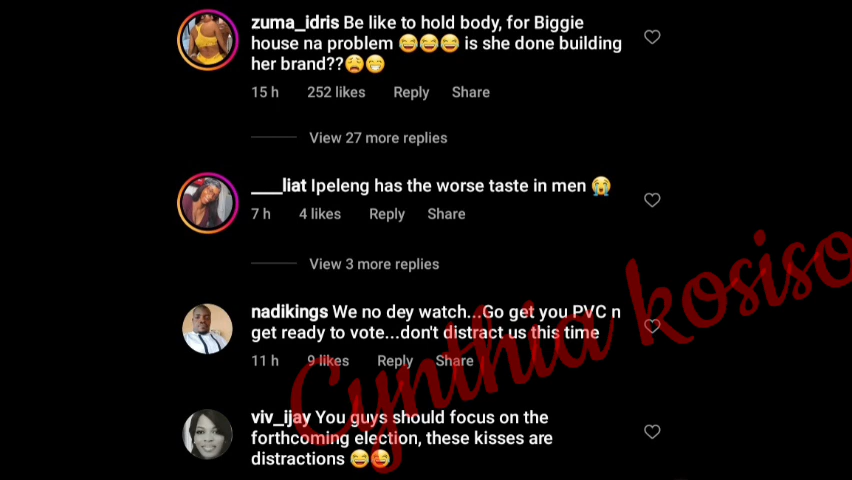 zuma_idris Be like to hold body, for Biggie
house na problem 😂😂😂 is she done building
her brand??😩😁
15 h 252 likes Reply Share
View 27 more replies
___liat Ipeleng has the worse taste in men 😭
7 h 4 likes Reply Share
View 3 more replies
nadikings We no dey watch...Go get you PVC n
get ready to vote...don't distract us this time
11 h 9 likes Reply Share
viv_ijay You guys should focus on the
forthcoming election, these kisses are
distractions 😂😂
Cynthia kosiso